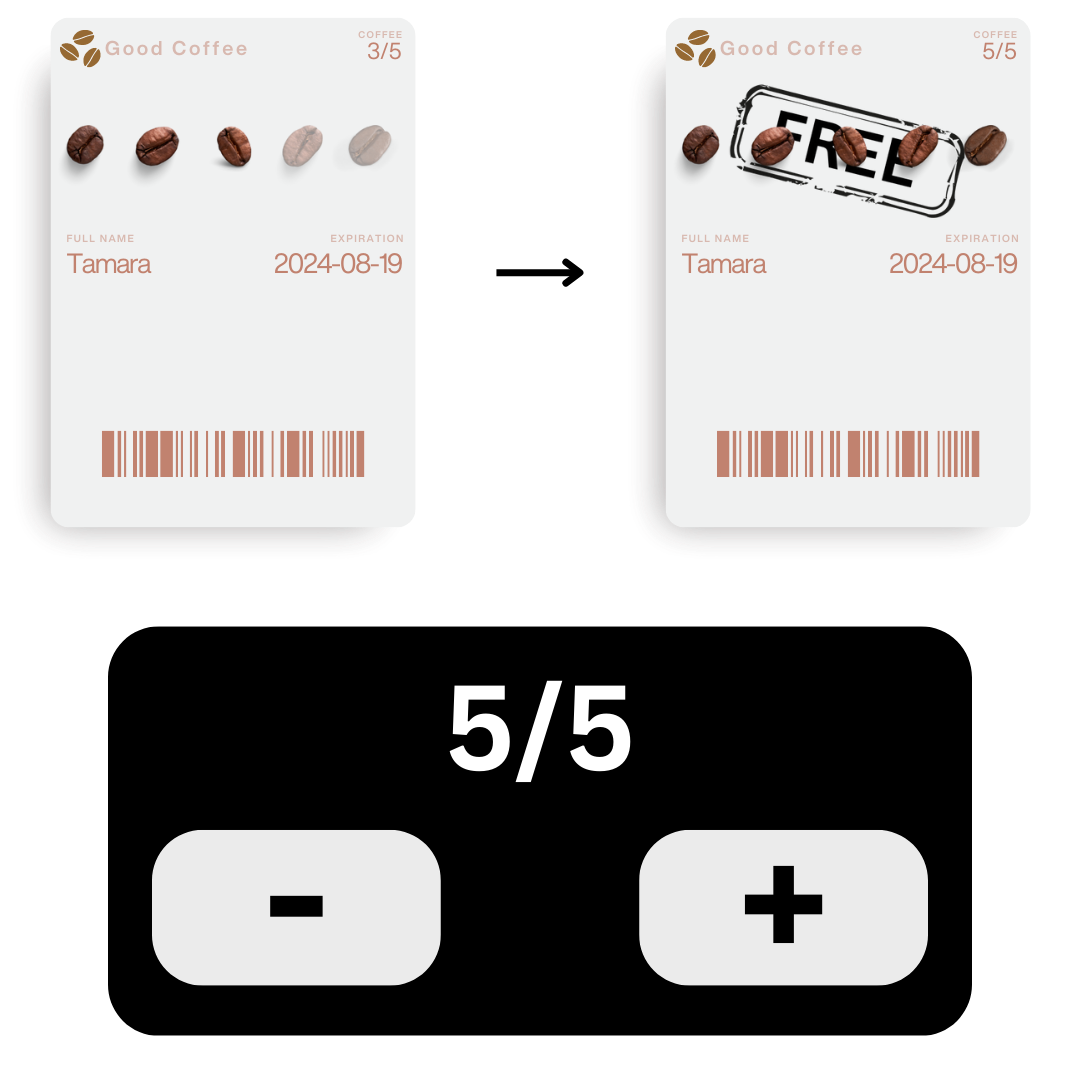 Good Coffee
COFFEE
3/5
FULL NAME
Tamara
EXPIRATION
2024-08-19
Good Coffee
COFFEE
5/5
FREE
FULL NAME
Tamara
EXPIRATION
2024-08-19
5/5
- +